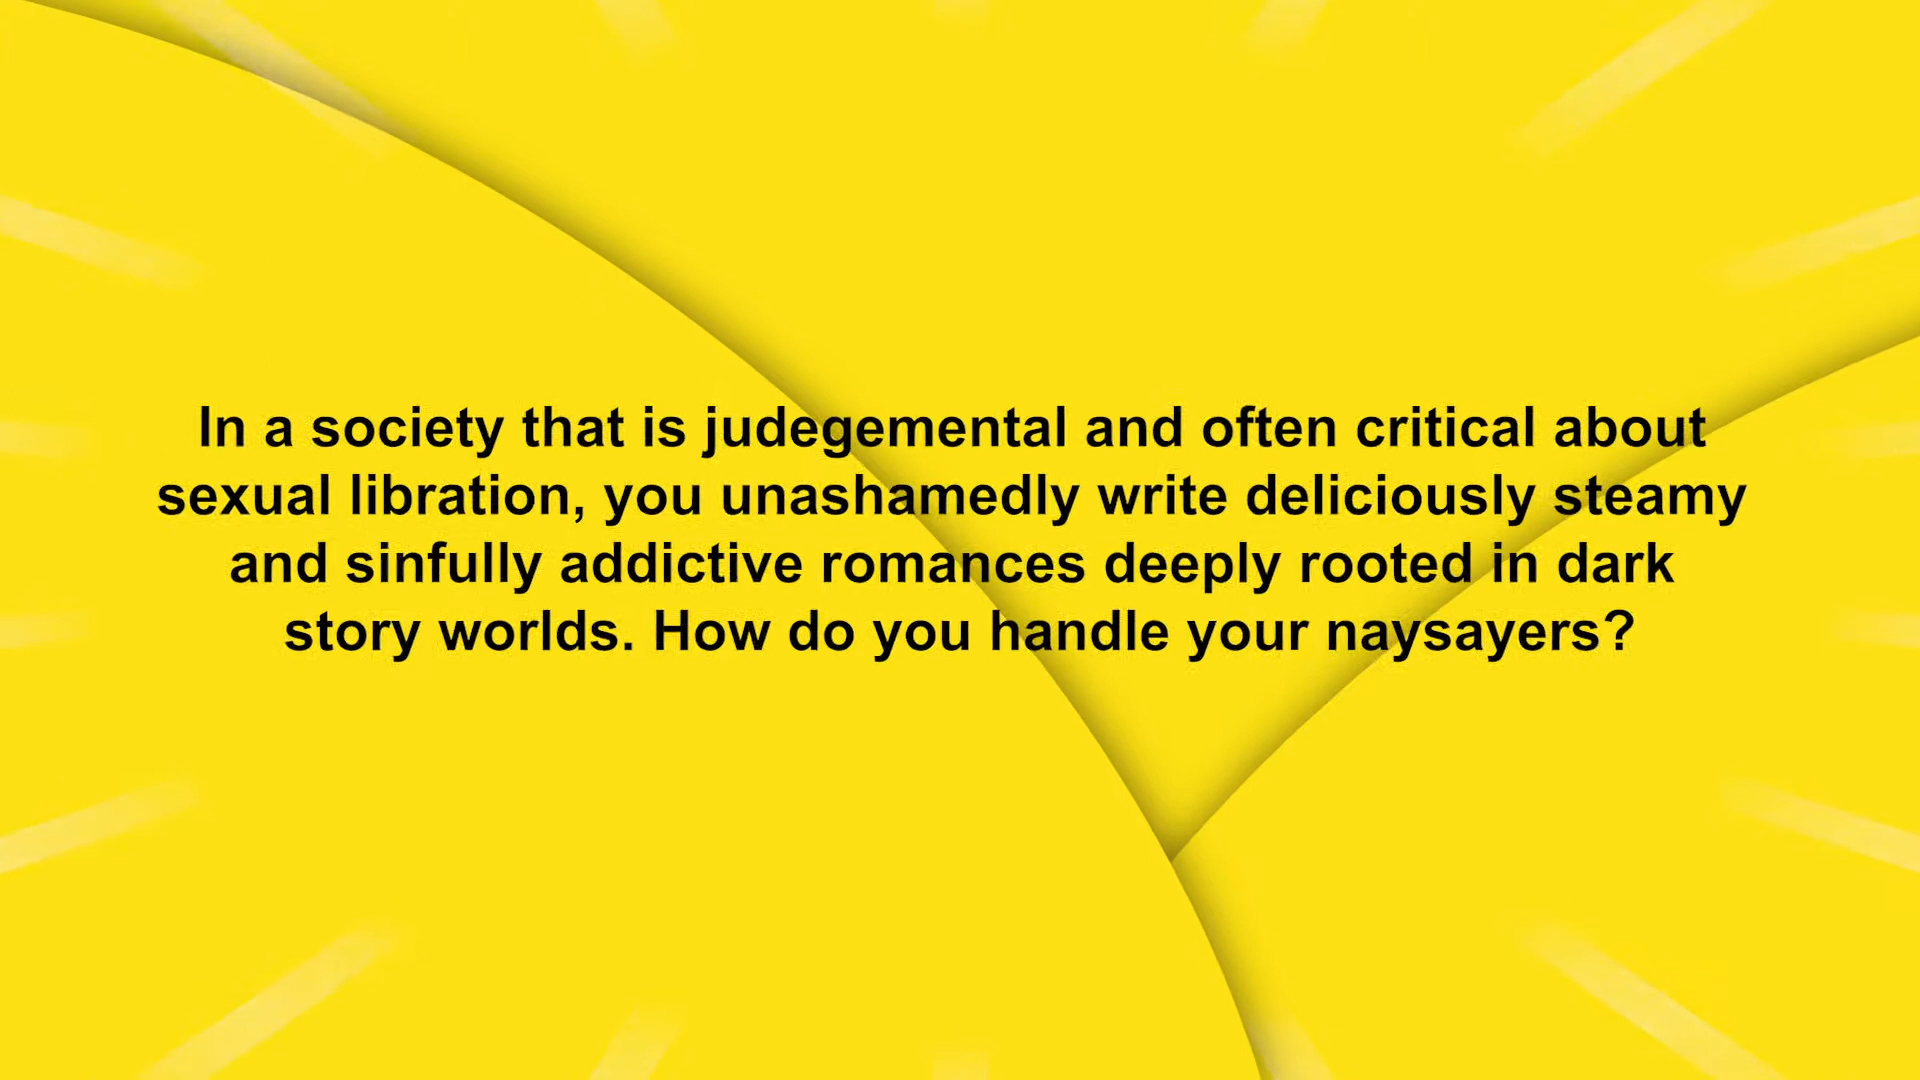 In a society that is judegemental and often critical about
sexual libration, you unashamedly write deliciously steamy
and sinfully addictive romances deeply rooted in dark
story worlds. How do you handle your naysayers?